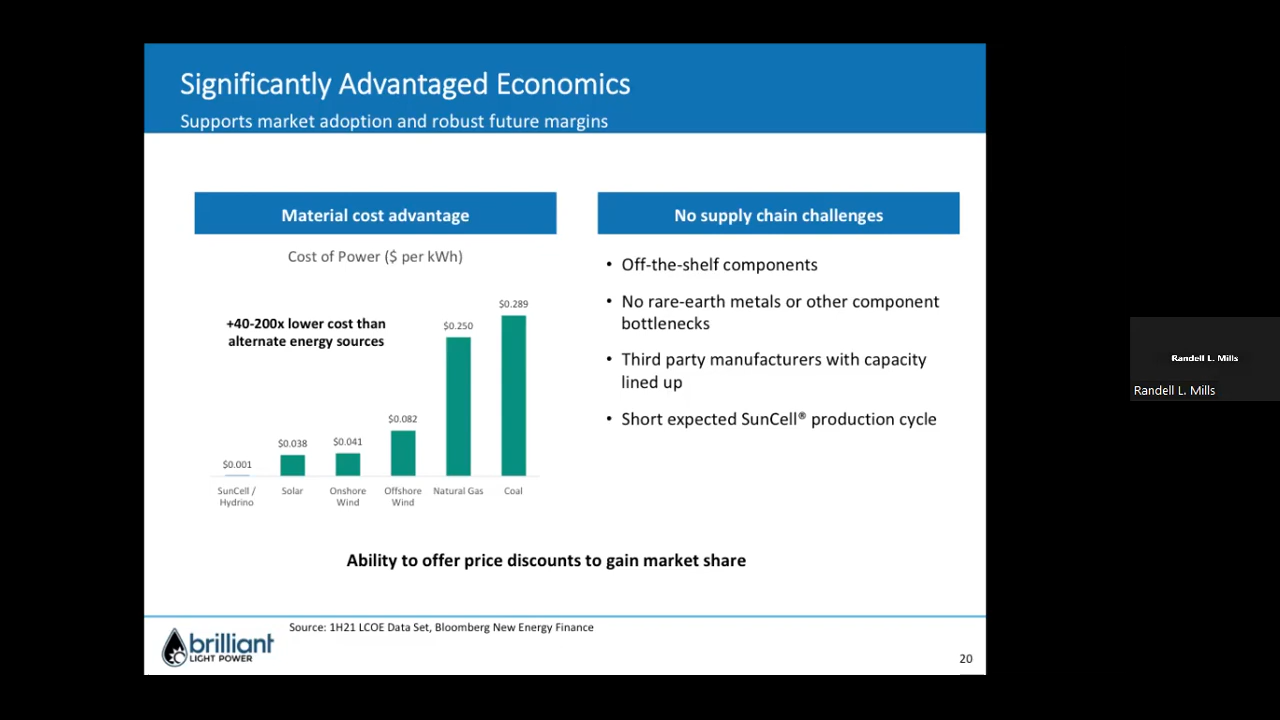 Significantly Advantaged Economics
Supports market adoption and robust future margins
Material cost advantage
Cost of Power ($ per kWh)
+40-200x lower cost than
alternate energy sources
$0.001
$0.038
$0.041
$0.082
$0.250
$0.289
SunCell /
Hydrino
Solar
Onshore
Wind
Offshore
Wind
Natural Gas
Coal
No supply chain challenges
• Off-the-shelf components
• No rare-earth metals or other component
bottlenecks
• Third party manufacturers with capacity
lined up
• Short expected SunCell® production cycle
Ability to offer price discounts to gain market share
Source: 1H21 LCOE Data Set, Bloomberg New Energy Finance
brilliant
LIGHT POWER
20
Randell L. Mills
Randell L. Mills